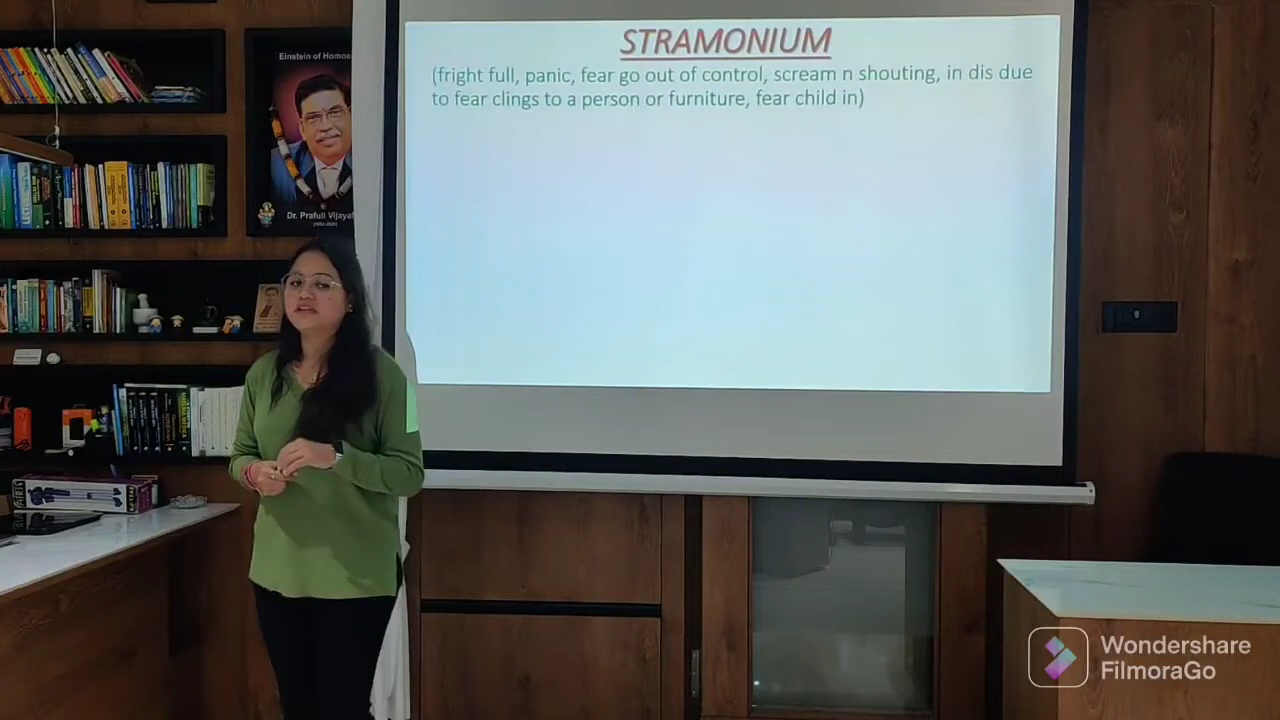 STRAMONIUM
(fright full, panic, fear go out of control, scream n shouting, in dis due
to fear clings to a person or furniture, fear child in)
Einstein of Homoe
Dr. Prafull Vijaya
Wondershare
FilmoraGo